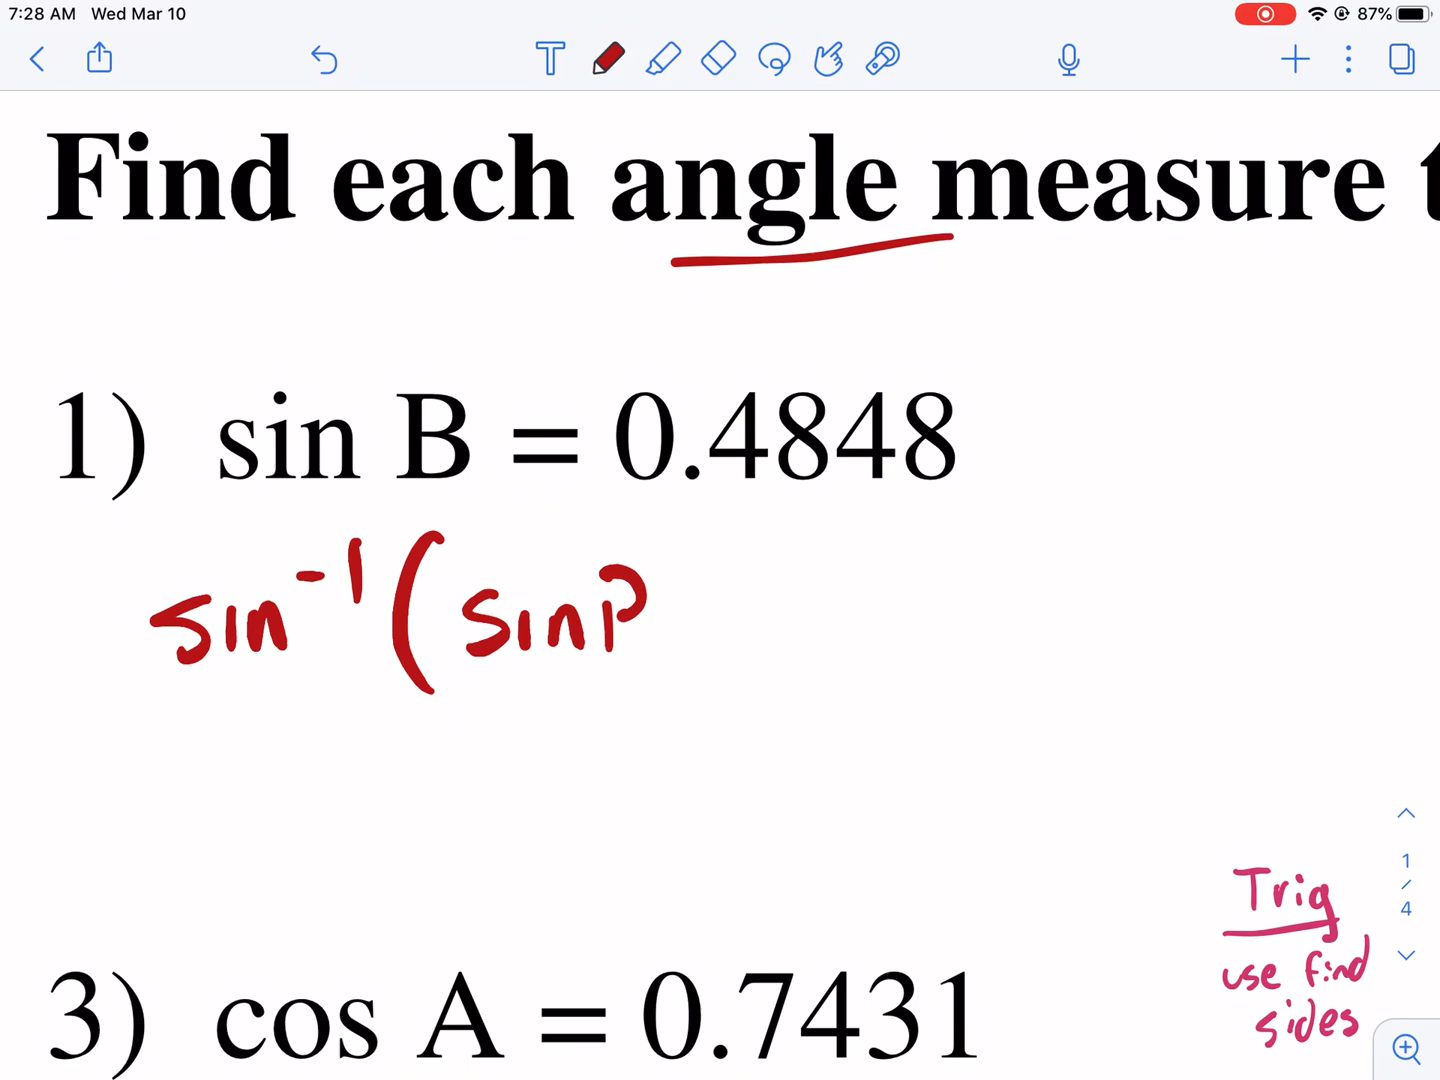 7:28 AM Wed Mar 10 87%
Find each angle measure
1) sin B = 0.4848
sin⁻¹ ( sin
3) cos A = 0.7431
Trig
use find
sides
1
/
4